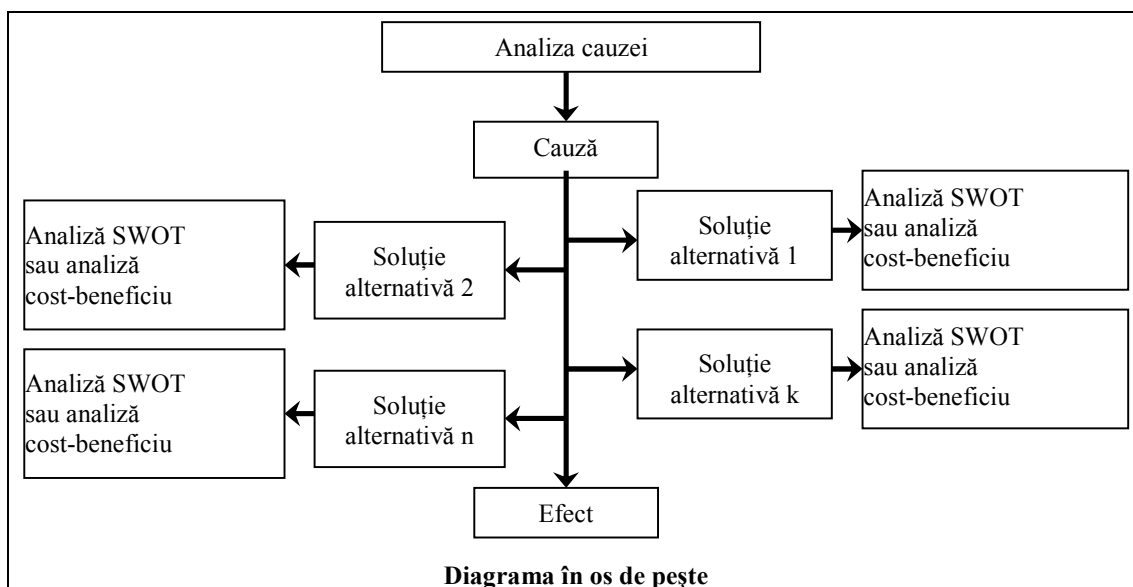 Analiza cauzei
Cauză
Soluție
alternativă 1
Analiză SWOT
sau analiză
cost-beneficiu
Analiză SWOT
sau analiză
cost-beneficiu
Soluție
alternativă 2
Soluție
alternativă k
Analiză SWOT
sau analiză
cost-beneficiu
Analiză SWOT
sau analiză
cost-beneficiu
Soluție
alternativă n
Efect
Diagrama în os de pește